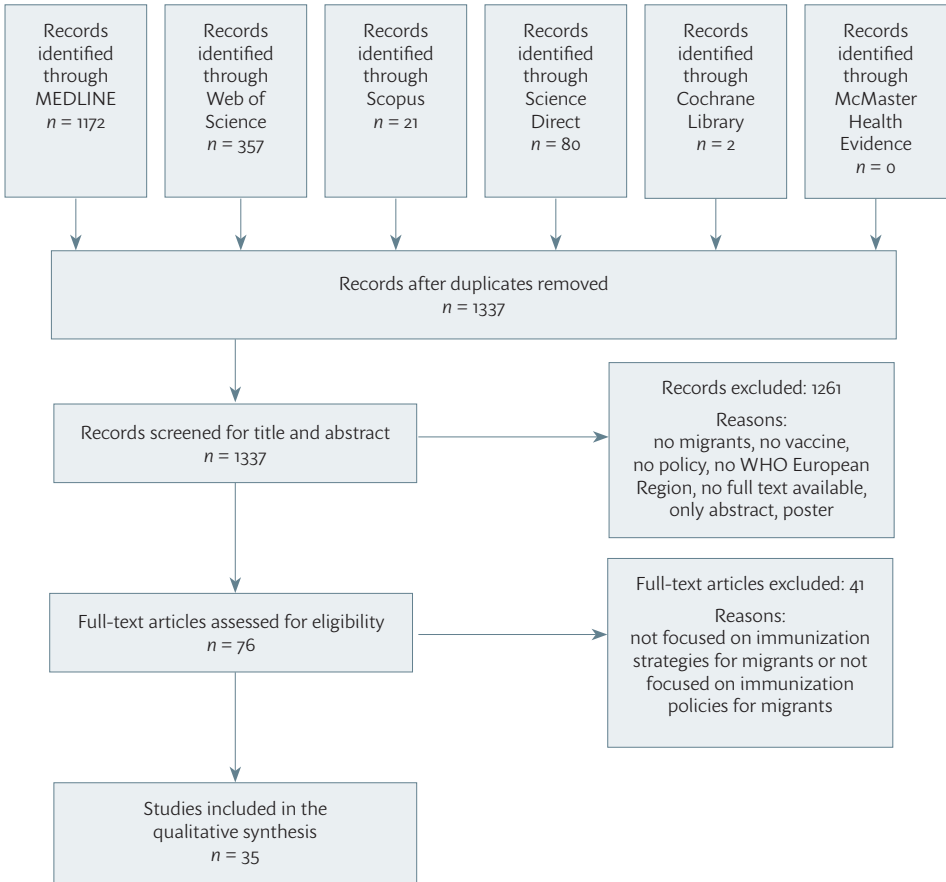 Records
identified
through
MEDLINE
n = 1172
Records
identified
through
Web of
Science
n = 357
Records
identified
through
Scopus
n = 21
Records
identified
through
Science
Direct
n = 80
Records
identified
through
Cochrane
Library
n = 2
Records
identified
through
McMaster
Health
Evidence
n = 0
Records after duplicates removed
n = 1337
Records screened for title and abstract
n = 1337
Records excluded: 1261
Reasons:
no migrants, no vaccine,
no policy, no WHO European
Region, no full text available,
only abstract, poster
Full-text articles assessed for eligibility
n = 76
Full-text articles excluded: 41
Reasons:
not focused on immunization
strategies for migrants or not
focused on immunization
policies for migrants
Studies included in the
qualitative synthesis
n = 35